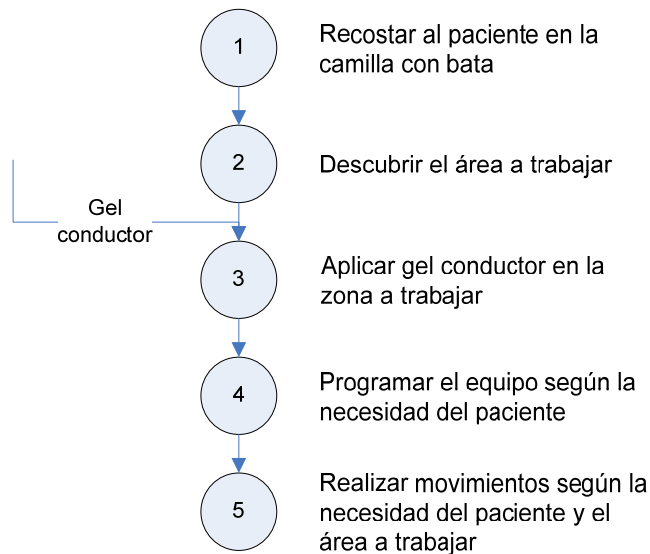 1
Recostar al paciente en la
camilla con bata
2
Descubrir el área a trabajar
Gel
conductor
3
Aplicar gel conductor en la
zona a trabajar
4
Programar el equipo según la
necesidad del paciente
5
Realizar movimientos según la
necesidad del paciente y el
área a trabajar